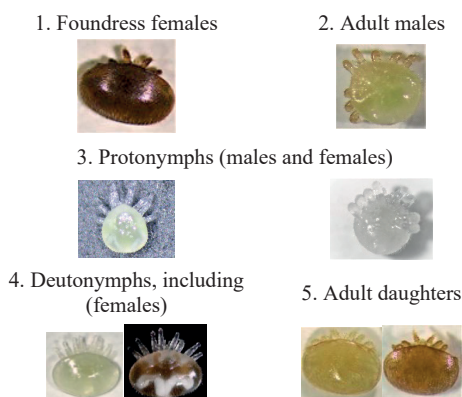 1. Foundress females
2. Adult males
3. Protonymphs (males and females)
4. Deutonymphs, including
(females)
5. Adult daughters